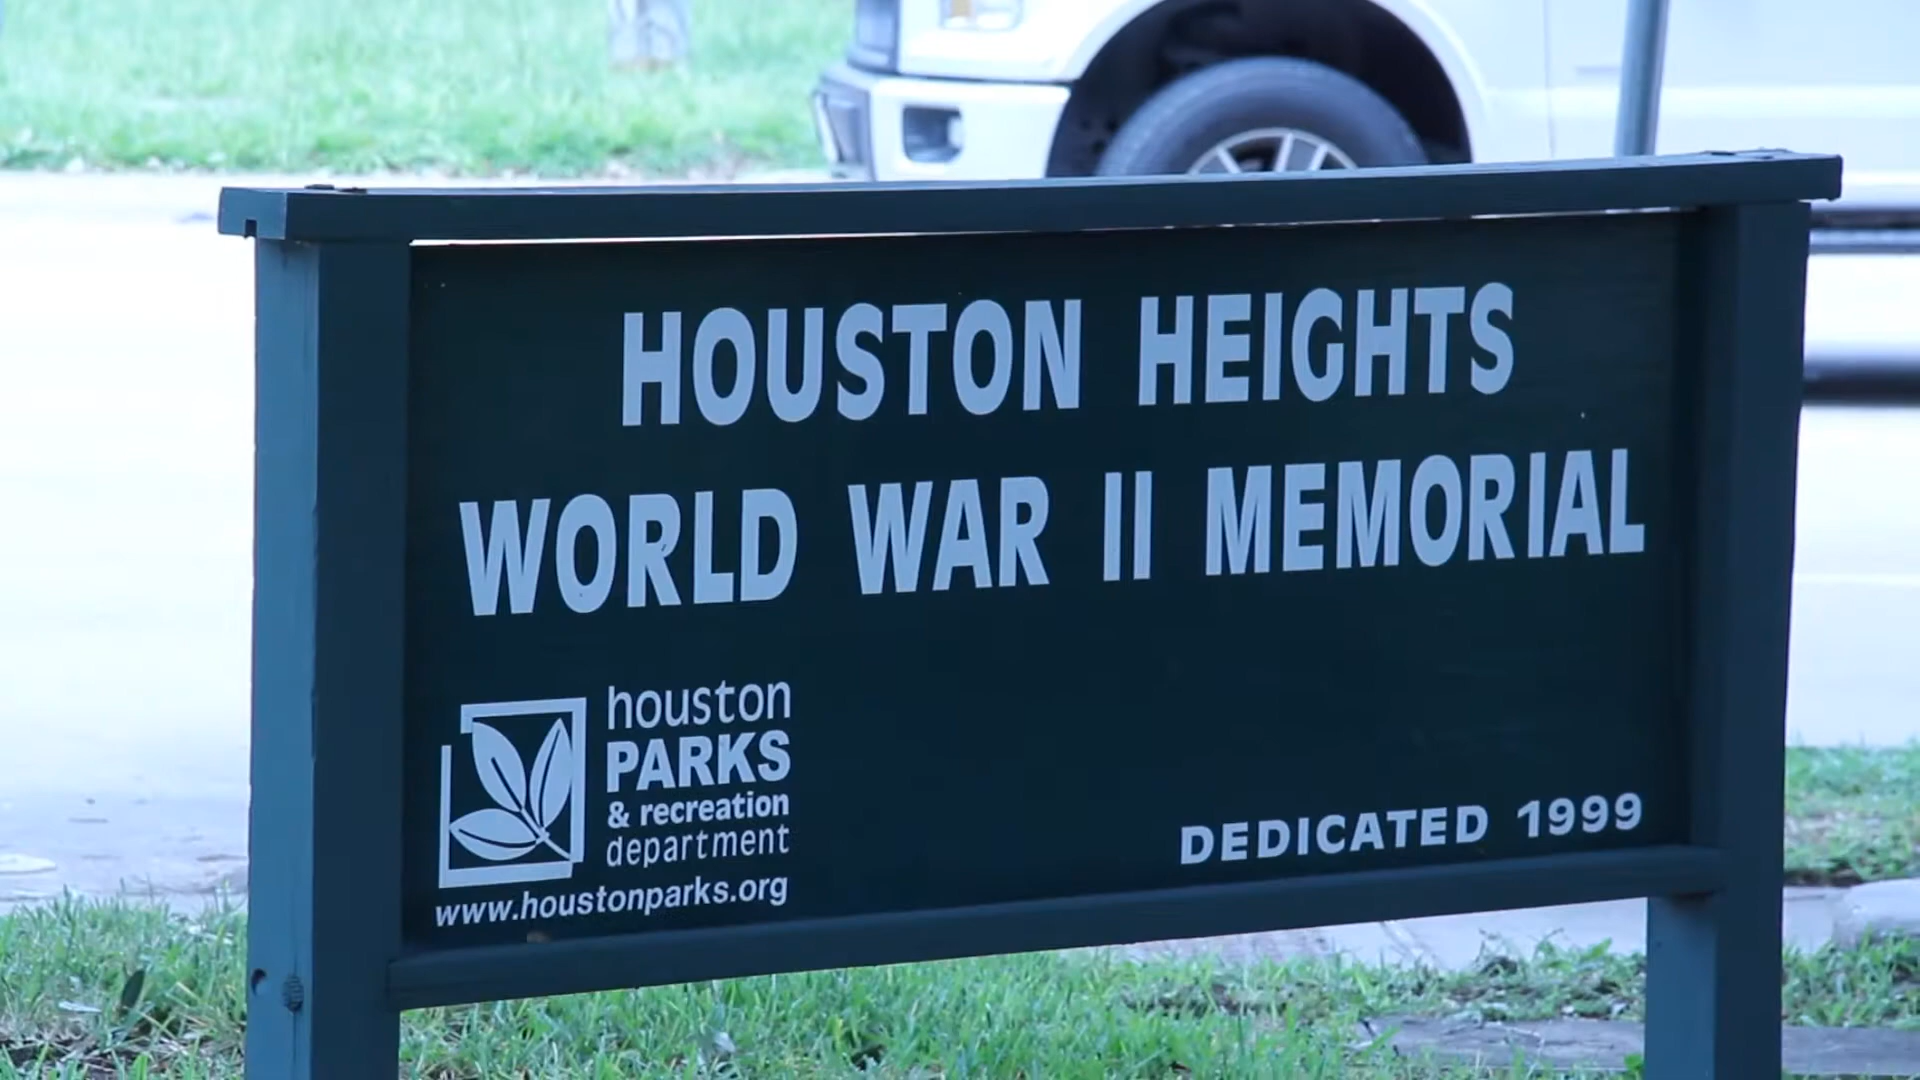 HOUSTON HEIGHTS
WORLD WAR II MEMORIAL
houston
PARKS
& recreation
department
www.houstonparks.org
DEDICATED 1999